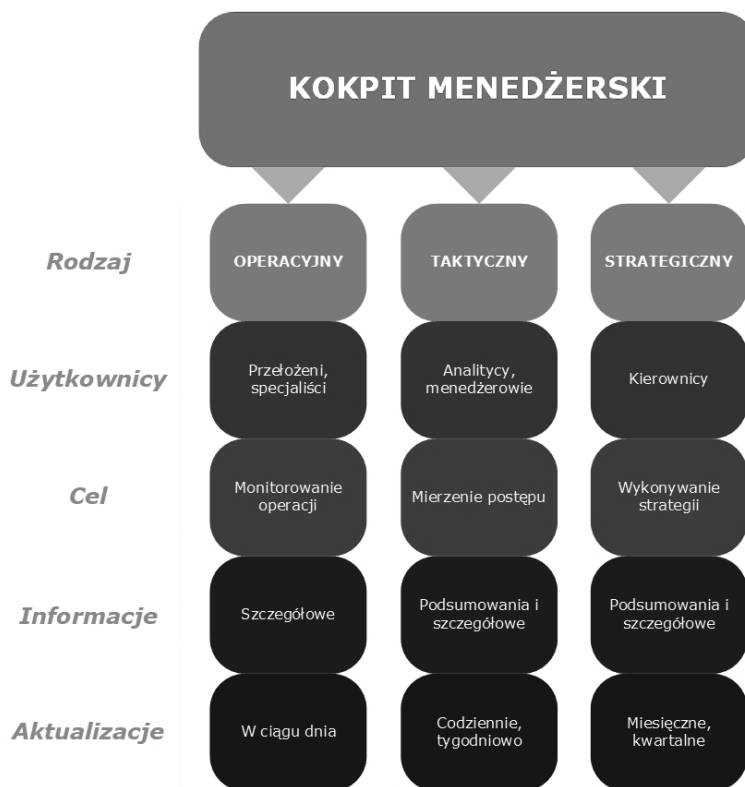 KOKPIT MENEDŻERSKI
Rodzaj
OPERACYJNY
TAKTYCZNY
STRATEGICZNY
Użytkownicy
Przełożeni,
specjaliści
Analitycy,
menedżerowie
Kierownicy
Cel
Monitorowanie
operacji
Mierzenie postępu
Wykonywanie
strategii
Informacje
Szczegółowe
Podsumowania i
szczegółowe
Podsumowania i
szczegółowe
Aktualizacje
W ciągu dnia
Codziennie,
tygodniowo
Miesięczne,
kwartalne